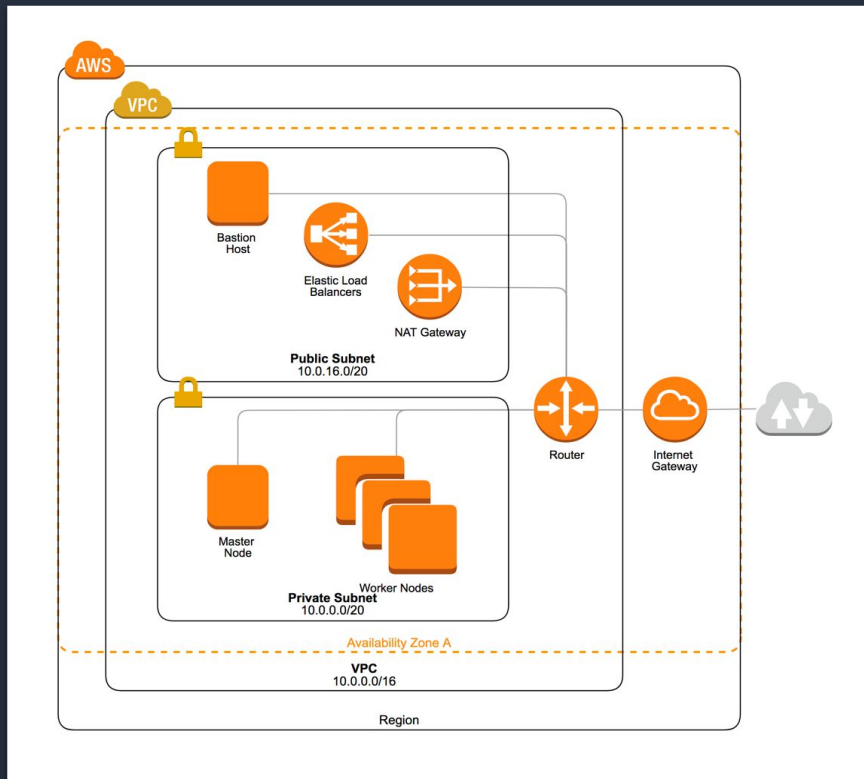 AWS
VPC
Bastion
Host
Elastic Load
Balancers
NAT Gateway
Public Subnet
10.0.16.0/20
Router
Internet
Gateway
Master
Node
Worker Nodes
Private Subnet
10.0.0.0/20
Availability Zone A
VPC
10.0.0.0/16
Region